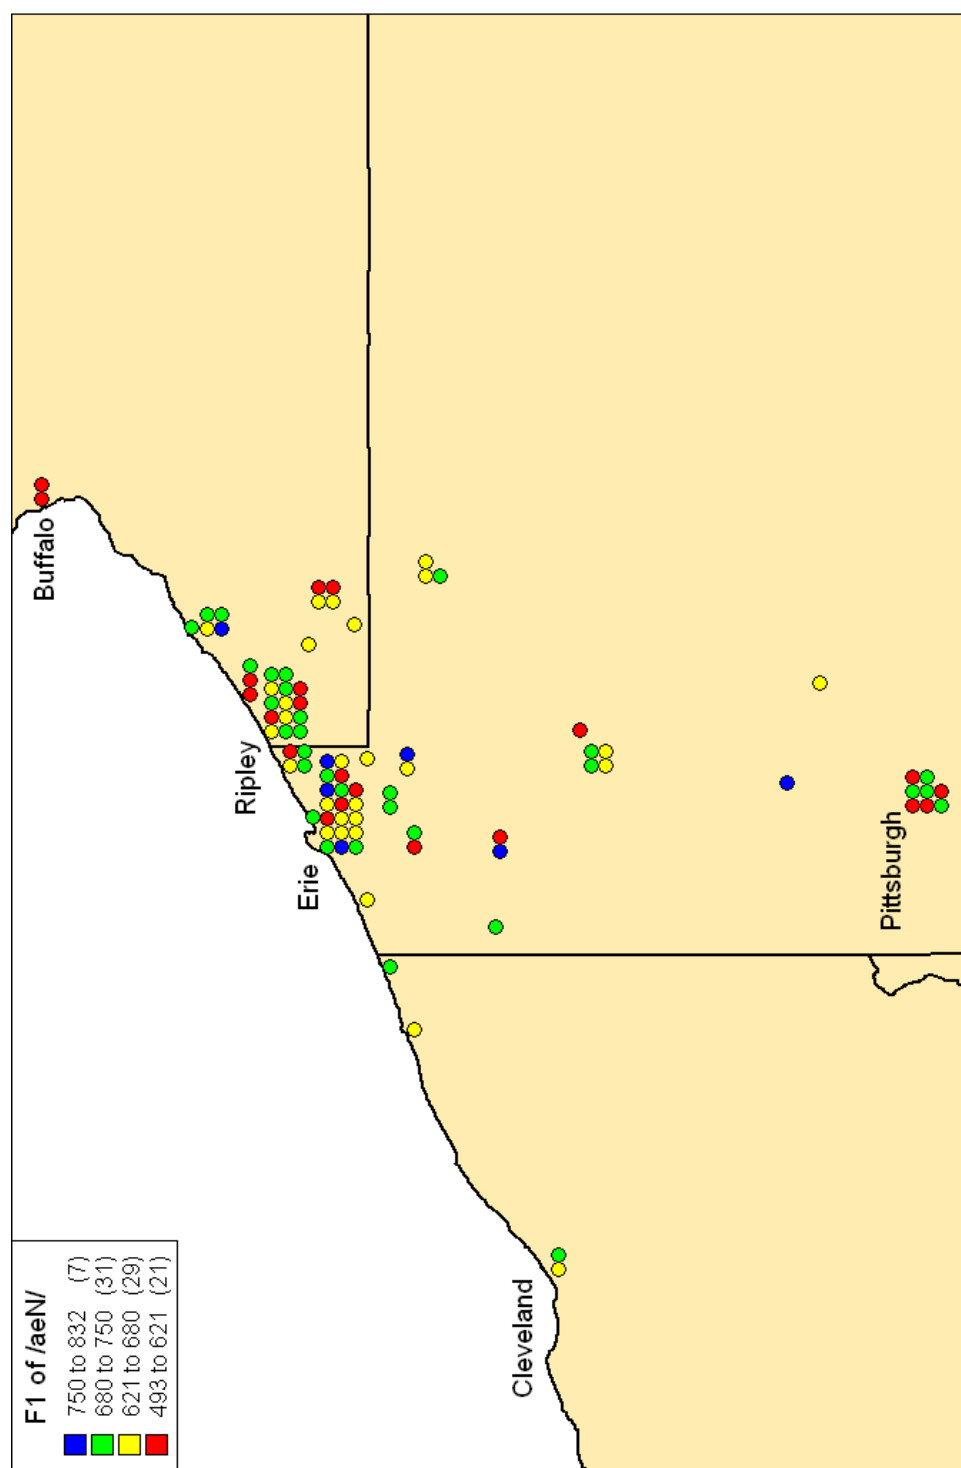 F1 of /aeN/
750 to 832 (7)
680 to 750 (31)
621 to 680 (29)
493 to 621 (21)
Buffalo
Ripley
Erie
Cleveland
Pittsburgh